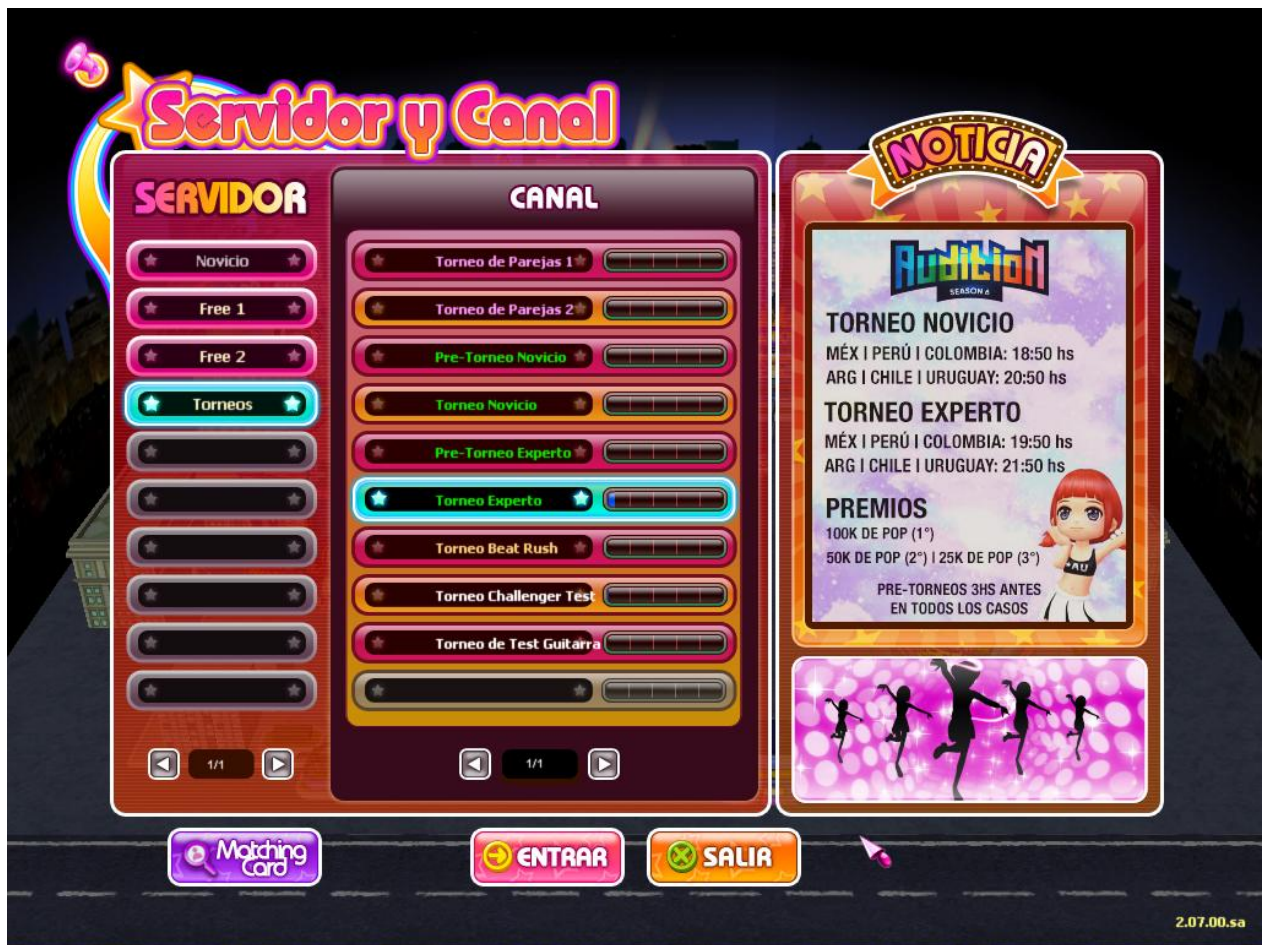 Servidor y Canal
SERVIDOR
Novicio
Free 1
Free 2
Torneos
1/1
CANAL
Torneo de Parejas 1
Torneo de Parejas 2
Pre-Torneo Novicio
Torneo Novicio
Pre-Torneo Experto
Torneo Experto
Torneo Beat Rush
Torneo Challenger Test
Torneo de Test Guitarra
1/1
NOTICIA
AUDITION
SEASON 6
TORNEO NOVICIO
MÉX I PERÚ I COLOMBIA: 18:50 hs
ARG I CHILE I URUGUAY: 20:50 hs
TORNEO EXPERTO
MÉX I PERÚ I COLOMBIA: 19:50 hs
ARG I CHILE I URUGUAY: 21:50 hs
PREMIOS
100K DE POP (1°)
50K DE POP (2°) I 25K DE POP (3°)
PRE-TORNEOS 3HS ANTES
EN TODOS LOS CASOS
AU
Matching
Card
ENTRAR
SALIR
2.07.00.sa